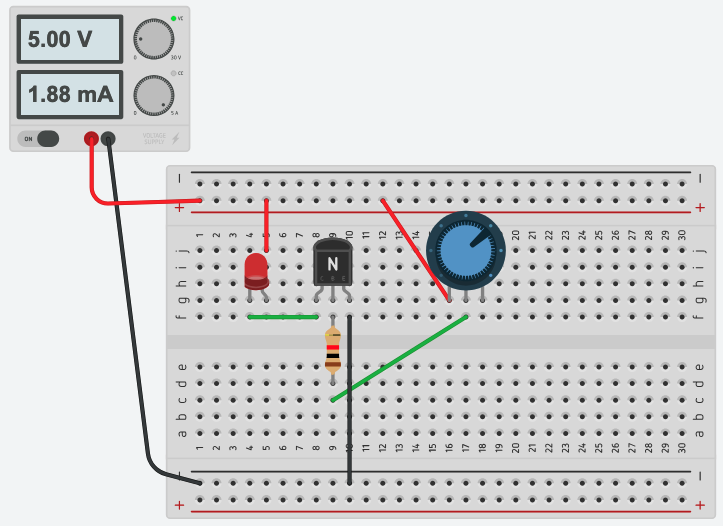 5.00 V
VC
0 30 V
1.88 mA
CC
0 5 A
ON
VOLTAGE
SUPPLY
− −
+ +
1 2 3 4 5 6 7 8 9 10 11 12 13 14 15 16 17 18 19 20 21 22 23 24 25 26 27 28 29 30
j j
i i
N
h h
g g
f f
e e
d d
c c
b b
a a
1 2 3 4 5 6 7 8 9 10 11 12 13 14 15 16 17 18 19 20 21 22 23 24 25 26 27 28 29 30
− −
+ +